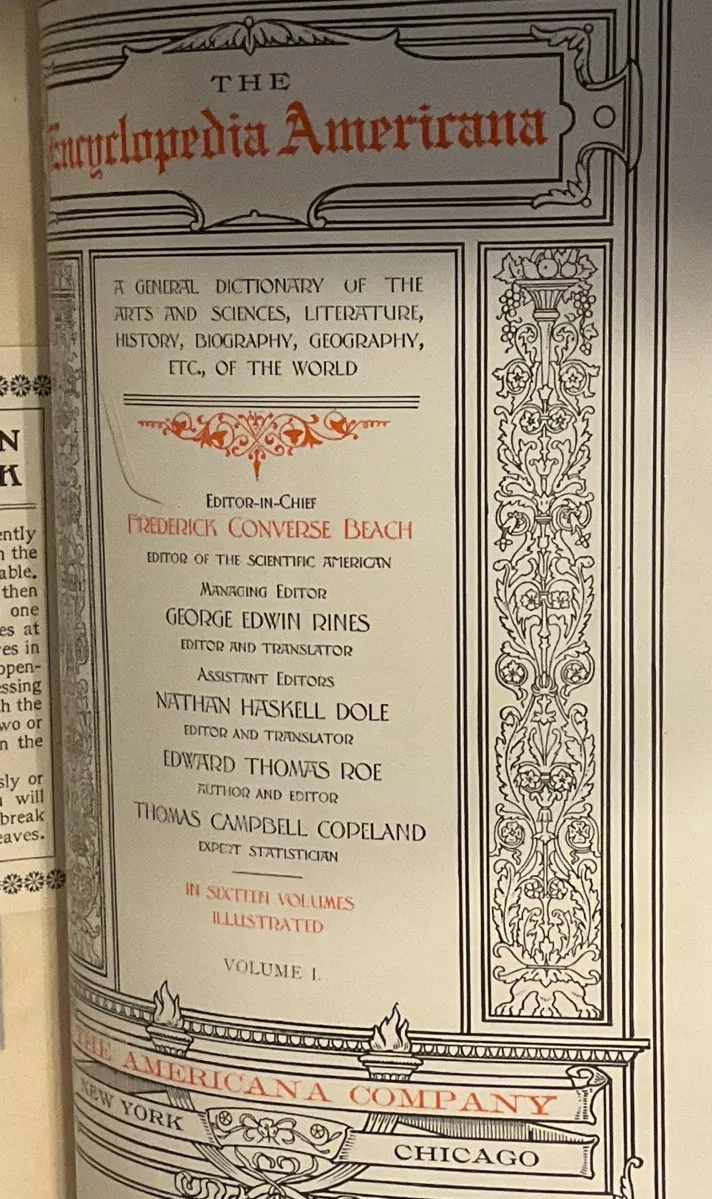 THE
Encyclopedia Americana
A GENERAL DICTIONARY OF THE
ARTS AND SCIENCES, LITERATURE,
HISTORY, BIOGRAPHY, GEOGRAPHY,
ETC., OF THE WORLD
EDITOR-IN-CHIEF
FREDERICK CONVERSE BEACH
EDITOR OF THE SCIENTIFIC AMERICAN
MANAGING EDITOR
GEORGE EDWIN RINES
EDITOR AND TRANSLATOR
ASSISTANT EDITORS
NATHAN HASKELL DOLE
EDITOR AND TRANSLATOR
EDWARD THOMAS ROE
AUTHOR AND EDITOR
THOMAS CAMPBELL COPELAND
EXPERT STATISTICIAN
IN SIXTEEN VOLUMES
ILLUSTRATED
VOLUME I.
THE AMERICANA COMPANY
NEW YORK
CHICAGO
N
K
ently
n the
able.
then
one
es at
es in
open-
essing
h the
wo or
n the
sly or
will
break
eaves.